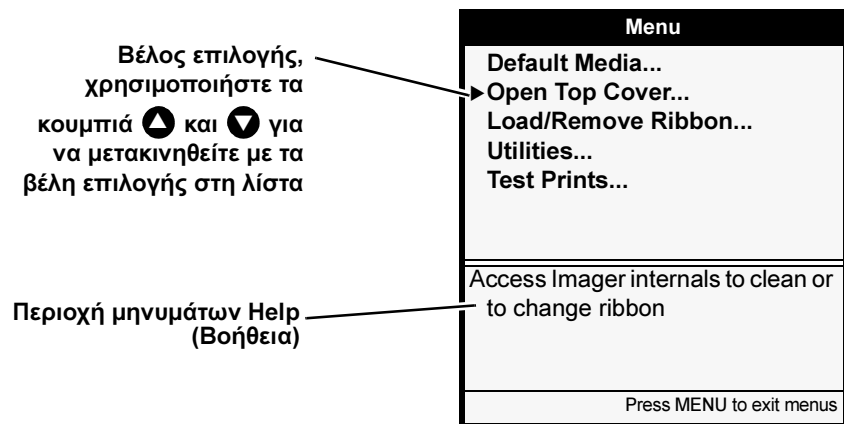 Βέλος επιλογής,
χρησιμοποιήστε τα
κουμπιά και για
να μετακινηθείτε με τα
βέλη επιλογής στη λίστα
Περιοχή μηνυμάτων Help
(Βοήθεια)
Menu
Default Media...
Open Top Cover...
Load/Remove Ribbon...
Utilities...
Test Prints...
Access Imager internals to clean or
to change ribbon
Press MENU to exit menus